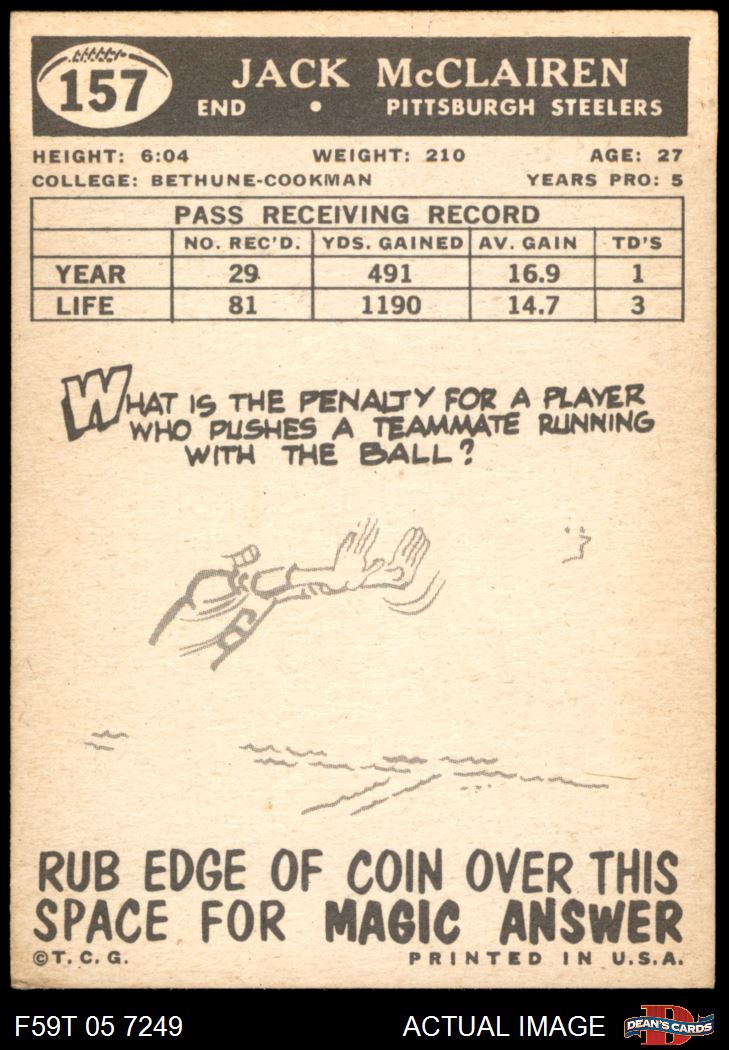 157
JACK McCLAIREN
END • PITTSBURGH STEELERS
HEIGHT: 6:04 WEIGHT: 210 AGE: 27
COLLEGE: BETHUNE-COOKMAN YEARS PRO: 5
PASS RECEIVING RECORD
NO. REC'D. YDS. GAINED AV. GAIN TD'S
YEAR 29 491 16.9 1
LIFE 81 1190 14.7 3
WHAT IS THE PENALTY FOR A PLAYER
WHO PUSHES A TEAMMATE RUNNING
WITH THE BALL?
RUB EDGE OF COIN OVER THIS
SPACE FOR MAGIC ANSWER
© T. C. G. PRINTED IN U.S.A.
F59T 05 7249 ACTUAL IMAGE D DEAN'S CARDS